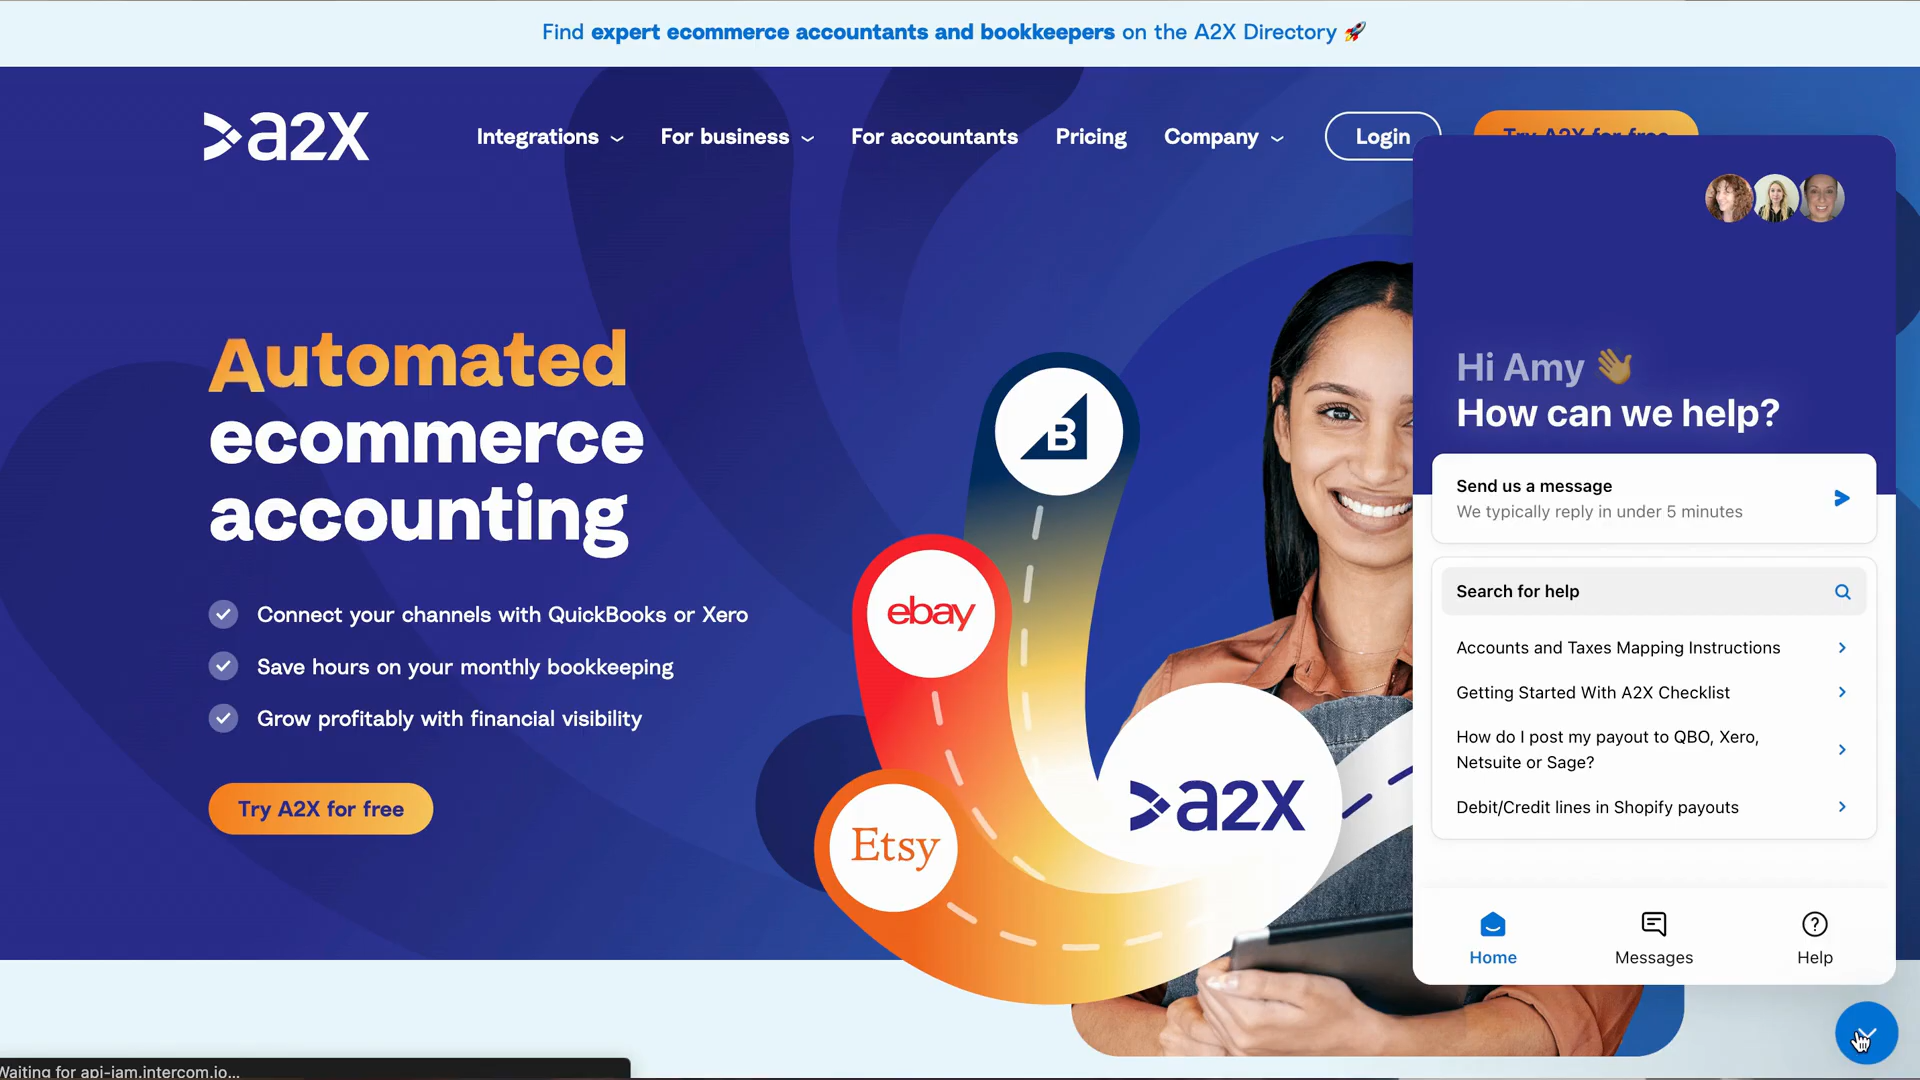 Find expert ecommerce accountants and bookkeepers on the A2X Directory 🚀
a2X
Integrations For business For accountants Pricing Company Login Try A2X for free
Automated
ecommerce
accounting
Connect your channels with QuickBooks or Xero
Save hours on your monthly bookkeeping
Grow profitably with financial visibility
Try A2X for free
B
ebay
Etsy
a2X
Hi Amy 👋
How can we help?
Send us a message
We typically reply in under 5 minutes
Search for help
Accounts and Taxes Mapping Instructions
Getting Started With A2X Checklist
How do I post my payout to QBO, Xero,
Netsuite or Sage?
Debit/Credit lines in Shopify payouts
Home Messages Help
Waiting for api-iam.intercom.io...